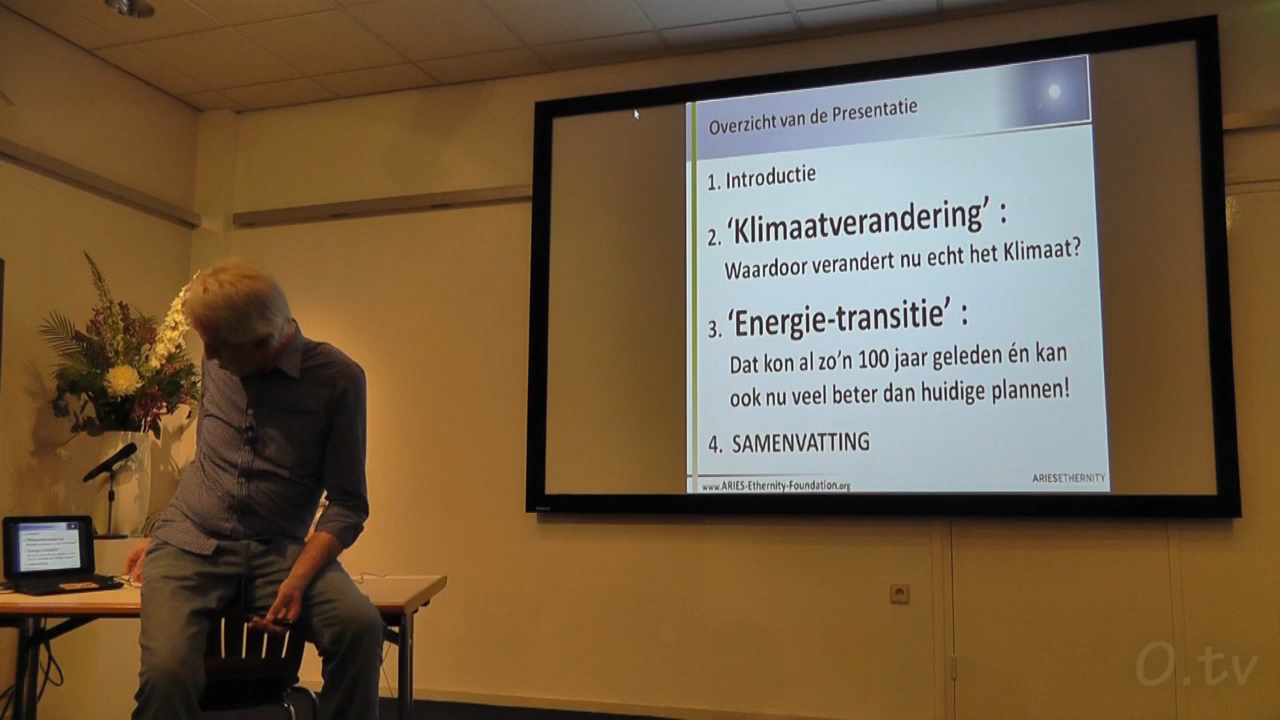 Overzicht van de Presentatie
1. Introductie
2. ‘Klimaatverandering’ :
Waardoor verandert nu echt het Klimaat?
3. ‘Energie-transitie’ :
Dat kon al zo’n 100 jaar geleden én kan
ook nu veel beter dan huidige plannen!
4. SAMENVATTING
www.ARIES-Ethernity-Foundation.org
ARIESETHERNITY
O.tv